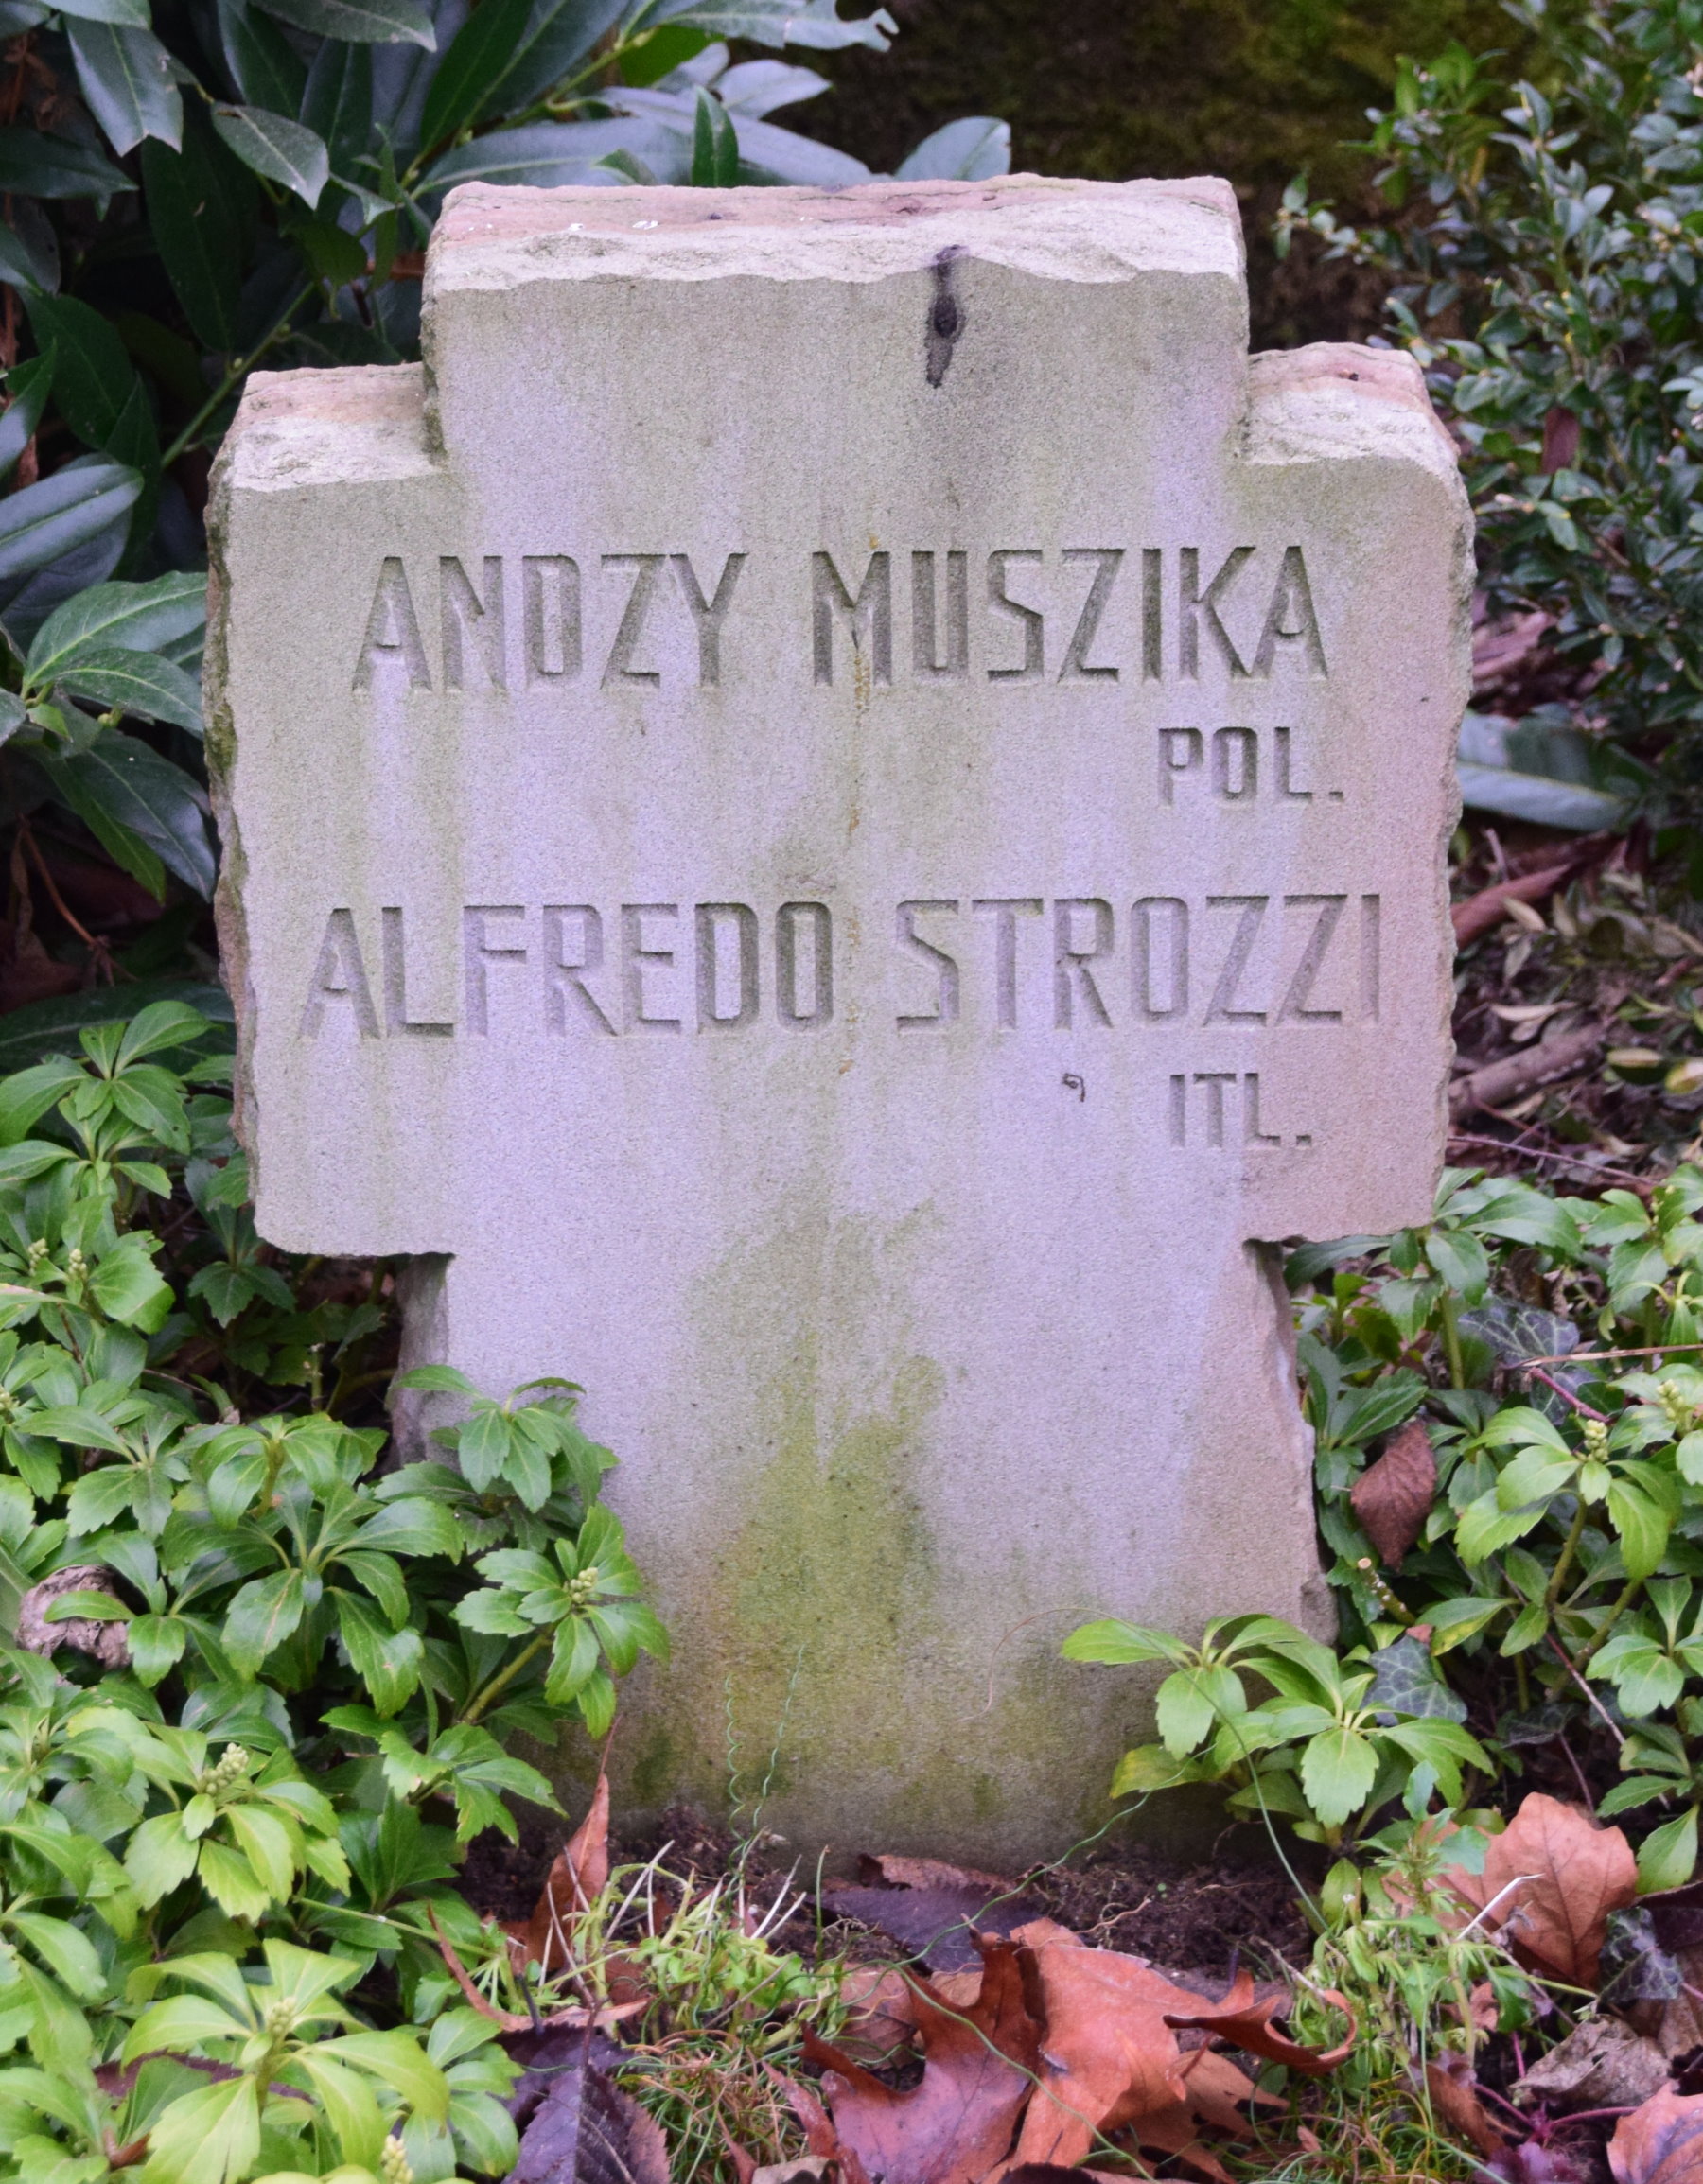 ANDZY MUSZIKA
POL.
ALFREDO STROZZI
ITL.